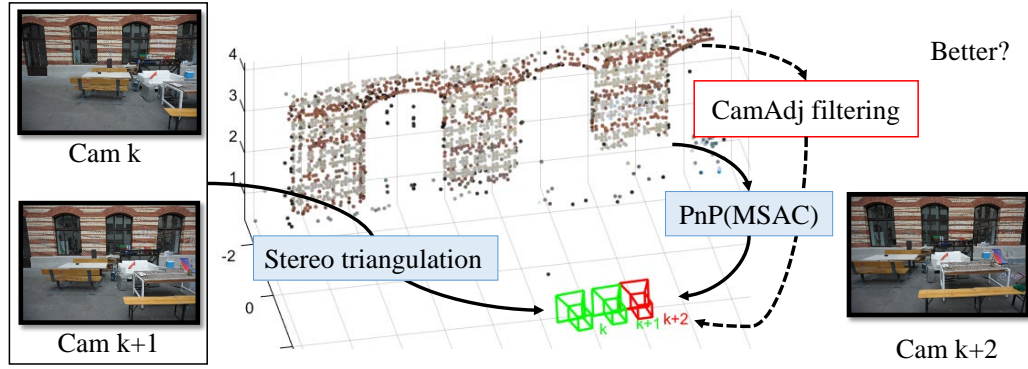 Cam k
Cam k+1
4
3
2
1
-2
0
Stereo triangulation
k
k+1
k+2
Better?
CamAdj filtering
PnP(MSAC)
Cam k+2